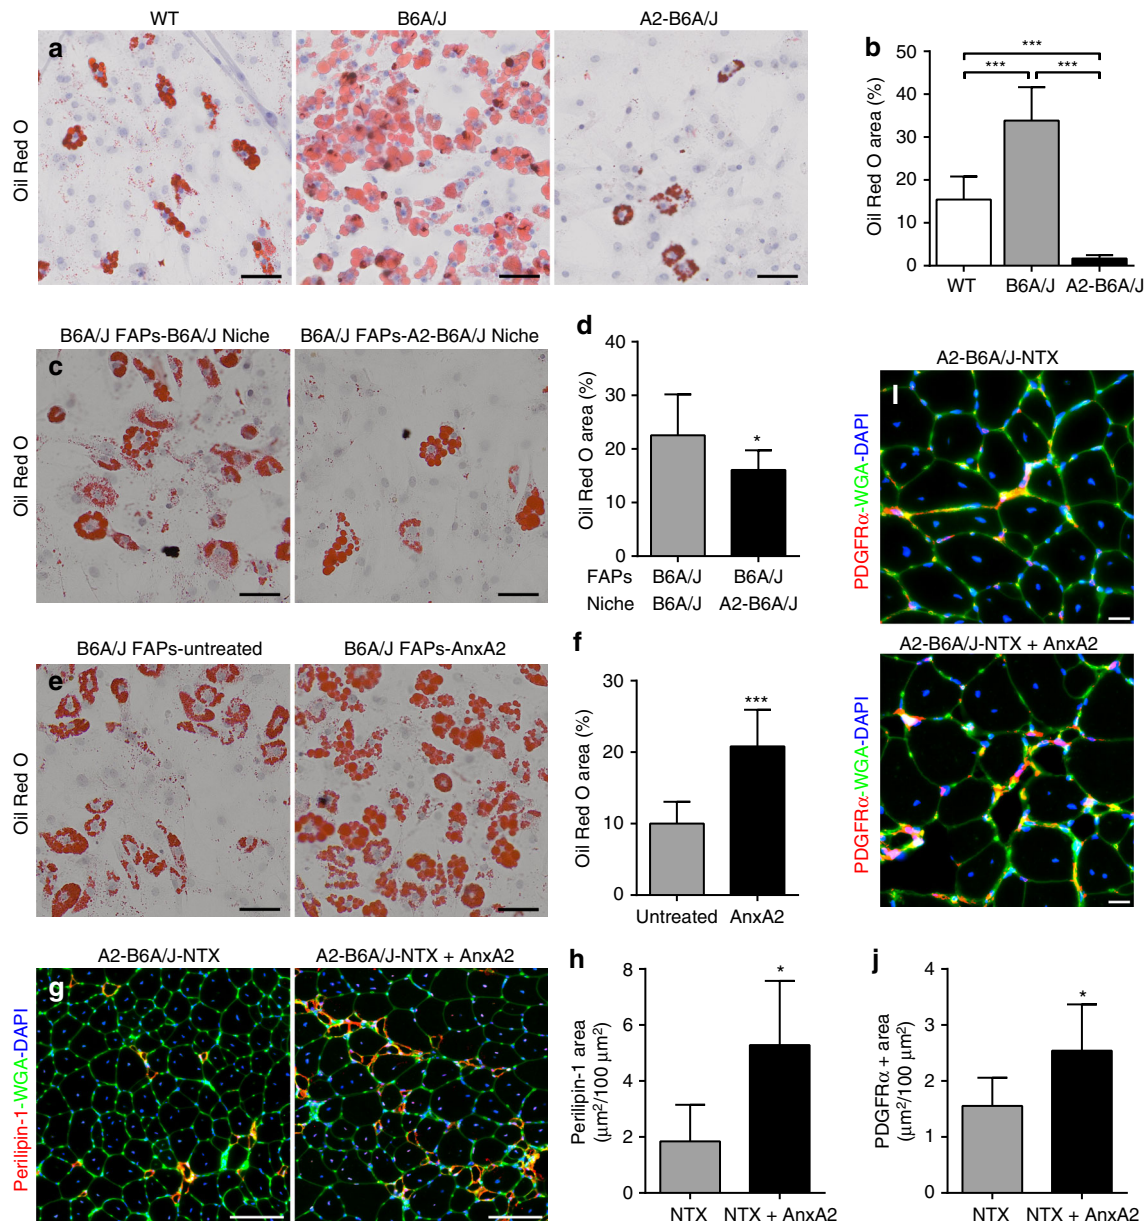 WT
B6A/J
A2-B6A/J
a
Oil Red O
b
Oil Red O area (%)
50
40
30
20
10
0
***
***
***
WT
B6A/J
A2-B6A/J
B6A/J FAPs-B6A/J Niche
B6A/J FAPs-A2-B6A/J Niche
c
Oil Red O
d
Oil Red O area (%)
40
30
20
10
0
*
FAPs B6A/J B6A/J
Niche B6A/J A2-B6A/J
B6A/J FAPs-untreated
B6A/J FAPs-AnxA2
e
Oil Red O
f
Oil Red O area (%)
30
20
10
0
***
Untreated
AnxA2
A2-B6A/J-NTX
I
PDGFRα-WGA-DAPI
A2-B6A/J-NTX + AnxA2
PDGFRα-WGA-DAPI
A2-B6A/J-NTX
A2-B6A/J-NTX + AnxA2
g
Perilipin-1-WGA-DAPI
h
Perilipin-1 area
(μm²/100 μm²)
8
6
4
2
0
*
NTX
NTX + AnxA2
j
PDGFRα + area
(μm²/100 μm²)
4
3
2
1
0
*
NTX
NTX + AnxA2